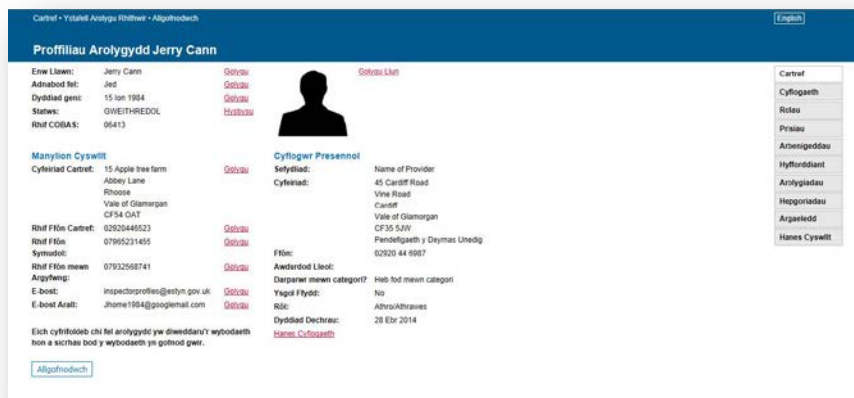 Cartref • Ystafell Arolygu Rhithwir • Allgofnodwch
English
Proffiliau Arolygydd Jerry Cann
Enw Llawn: Jerry Cann Golygu
Adnabod fel: Jed Golygu
Dyddiad geni: 15 Ion 1984 Golygu
Statws: GWEITHREDOL Hysbysu
Rhif COBAS: 06413
Golygu Llun
Manylion Cyswllt
Cyfeiriad Cartref: 15 Apple tree farm Golygu
Abbey Lane
Rhoose
Vale of Glamorgan
CF54 OAT
Rhif Ffôn Cartref: 02920446523 Golygu
Rhif Ffôn 07965231455 Golygu
Symudol:
Rhif Ffôn mewn 07932568741 Golygu
Argyfwng:
E-bost: inspectorprofiles@estyn.gov.uk Golygu
E-bost Arall: Jhome1984@googlemail.com Golygu
Eich cyfrifoldeb chi fel arolygydd yw diweddaru'r wybodaeth
hon a sicrhau bod y wybodaeth yn gofnod gwir.
Allgofnodwch
Cyflogwr Presennol
Sefydliad: Name of Provider
Cyfeiriad: 45 Cardiff Road
Vine Road
Cardiff
Vale of Glamorgan
CF35 5JW
Pendefigaeth y Deyrnas Unedig
Ffôn: 02920 44 6987
Awdurdod Lleol:
Darparwr mewn categori? Heb fod mewn categori
Ysgol Ffydd: No
Rôl: Athro/Athrawes
Dyddiad Dechrau: 28 Ebr 2014
Hanes Cyflogaeth
Cartref
Cyflogaeth
Rolau
Prisiau
Arbenigeddau
Hyfforddiant
Arolygiadau
Hepgoriadau
Argaeledd
Hanes Cyswllt